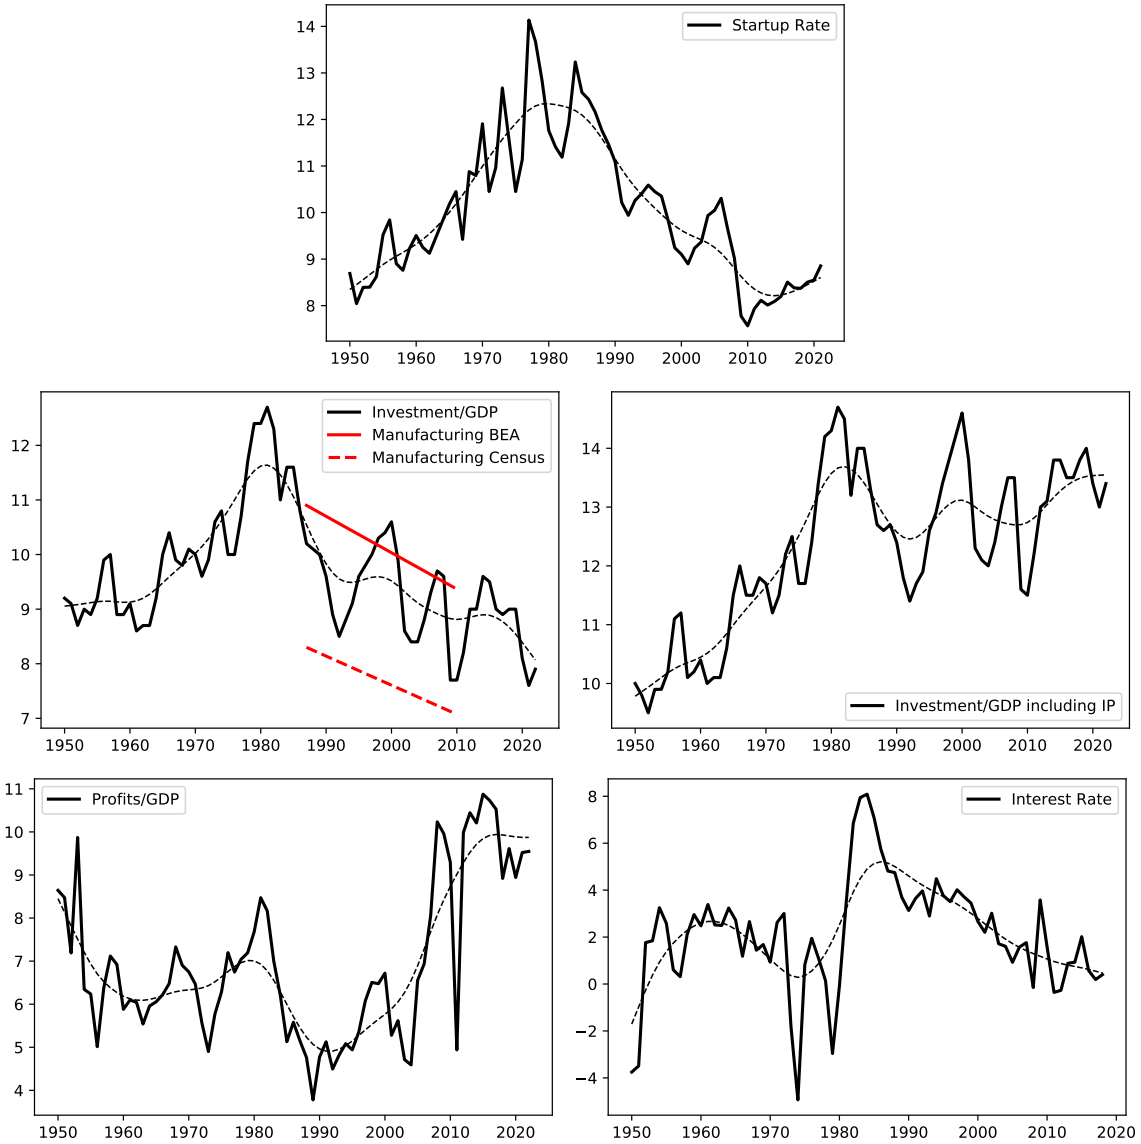 Startup Rate
14
13
12
11
10
9
8
1950 1960 1970 1980 1990 2000 2010 2020
Investment/GDP
Manufacturing BEA
Manufacturing Census
12
11
10
9
8
7
1950 1960 1970 1980 1990 2000 2010 2020
14
13
12
11
10
Investment/GDP including IP
1950 1960 1970 1980 1990 2000 2010 2020
Profits/GDP
11
10
9
8
7
6
5
4
1950 1960 1970 1980 1990 2000 2010 2020
Interest Rate
8
6
4
2
0
−2
−4
1950 1960 1970 1980 1990 2000 2010 2020